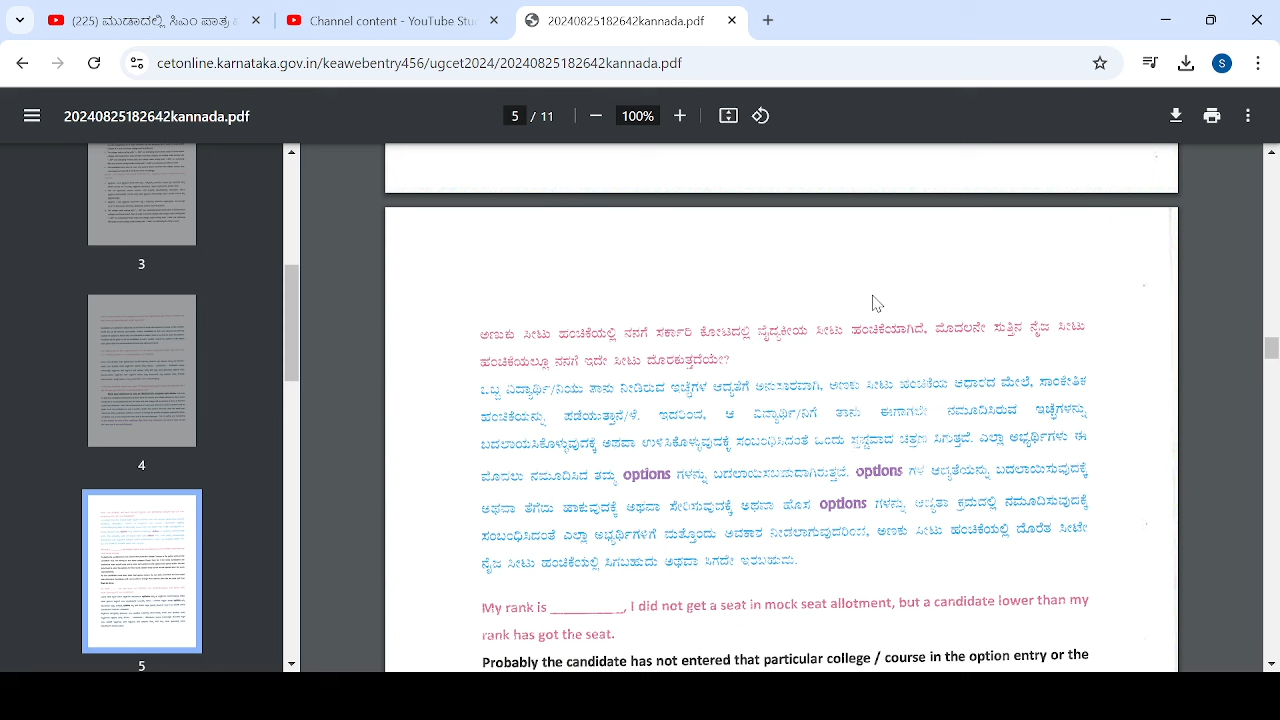 (225) ಮುಡಾದಲ್ಲಿ ಸಿಎಂ ಪಾತ್ರ
Channel content - YouTube Stu
20240825182642kannada.pdf
cetonline.karnataka.gov.in/keawebentry456/ugcet2024/20240825182642kannada.pdf
S
20240825182642kannada.pdf
5 / 11
100%
3
4
5
ಅಣಕು ಸೀಟು ಹಂಚಿಕೆಯಲ್ಲಿ ನನಗೆ ಸರ್ಕಾರಿ ಕೋಟದಲ್ಲಿ ವೈದ್ಯಕೀಯ ಸೀಟು ಹಂಚಿಕೆಯಾಗಿದೆ, ಮೊದಲನೇ ಸುತ್ತಿನ ನೈಜ ಸೀಟು
ಹಂಚಿಕೆಯಲ್ಲಿಯೂ ಅದೇ ಸೀಟು ದೊರಕುತ್ತದೆಯೇ?
ಒಬ್ಬ ವಿದ್ಯಾರ್ಥಿಯು ತಾನು ನೀಡಿರುವ ಇಚ್ಛೆಗಳ ಆದ್ಯತೆಗೆ ಅನುಸಾರವಾಗಿ ಅಣಕು ಸೀಟು ಹಂಚಿಕೆಯ ಆಧಾರದ ಮೇಲೆ, ಸಾಂಕೇತಿಕ
ಹಂಚಿಕೆಯನ್ನು ಪಡೆಯುತ್ತಾನೆ/ಳೆ. ಇದರಿಂದ, ಆ ವಿದ್ಯಾರ್ಥಿಗಳಿಗೆ ತಾನು ಈಗಾಗಲೇ ನಮೂದಿಸಿರುವ ಇಚ್ಛೆಗಳನ್ನು
ಬದಲಾಯಿಸಿಕೊಳ್ಳುವುದಕ್ಕೆ ಅಥವಾ ಉಳಿಸಿಕೊಳ್ಳುವುದಕ್ಕೆ ಸಂಬಂಧಿಸಿದಂತೆ ಒಂದು ಸ್ಪಷ್ಟವಾದ ಚಿತ್ರಣ ಸಿಗುತ್ತದೆ. ಎಲ್ಲಾ ಅಭ್ಯರ್ಥಿಗಳು ಈ
ಮೊದಲು ನಮೂದಿಸಿದ ತಮ್ಮ options ಗಳನ್ನು ಬದಲಾಯಿಸಬಹುದಾಗಿರುತ್ತದೆ. options ಗಳ ಆದ್ಯತೆಯನ್ನು ಬದಲಾಯಿಸುವುದಕ್ಕೆ
ಅಥವಾ ತೆಗೆದು ಹಾಕುವುದಕ್ಕೆ ಅಥವಾ ಸೇರಿಸುವುದಕ್ಕೆ ಅಥವಾ ಹೊಸ options ಗಳನ್ನು ಆದ್ಯತಾ ಕ್ರಮದಲ್ಲಿ ನಮೂದಿಸುವುದಕ್ಕೆ
ಸಂಬಂಧಿಸಿದಂತೆ ಎಲ್ಲಾ ಅಭ್ಯರ್ಥಿಗಳಿಗೆ ಮತ್ತೊಂದು ಅವಕಾಶ ನೀಡಲಾಗುವುದರಿಂದ, ಅಣಕು ಸೀಟು ಹಂಚಿಕೆಯಲ್ಲಿ ದೊರೆತ ಸೀಟೇ
ನೈಜ ಸೀಟು ಹಂಚಿಕೆಯಲ್ಲಿ ಸಿಗಬಹುದು ಅಥವಾ ಸಿಗದೇ ಇರಬಹುದು.
My rank is __________, I did not get a seat in mock seat allotment, but a candidate lower than my
rank has got the seat.
Probably the candidate has not entered that particular college / course in the option entry or the